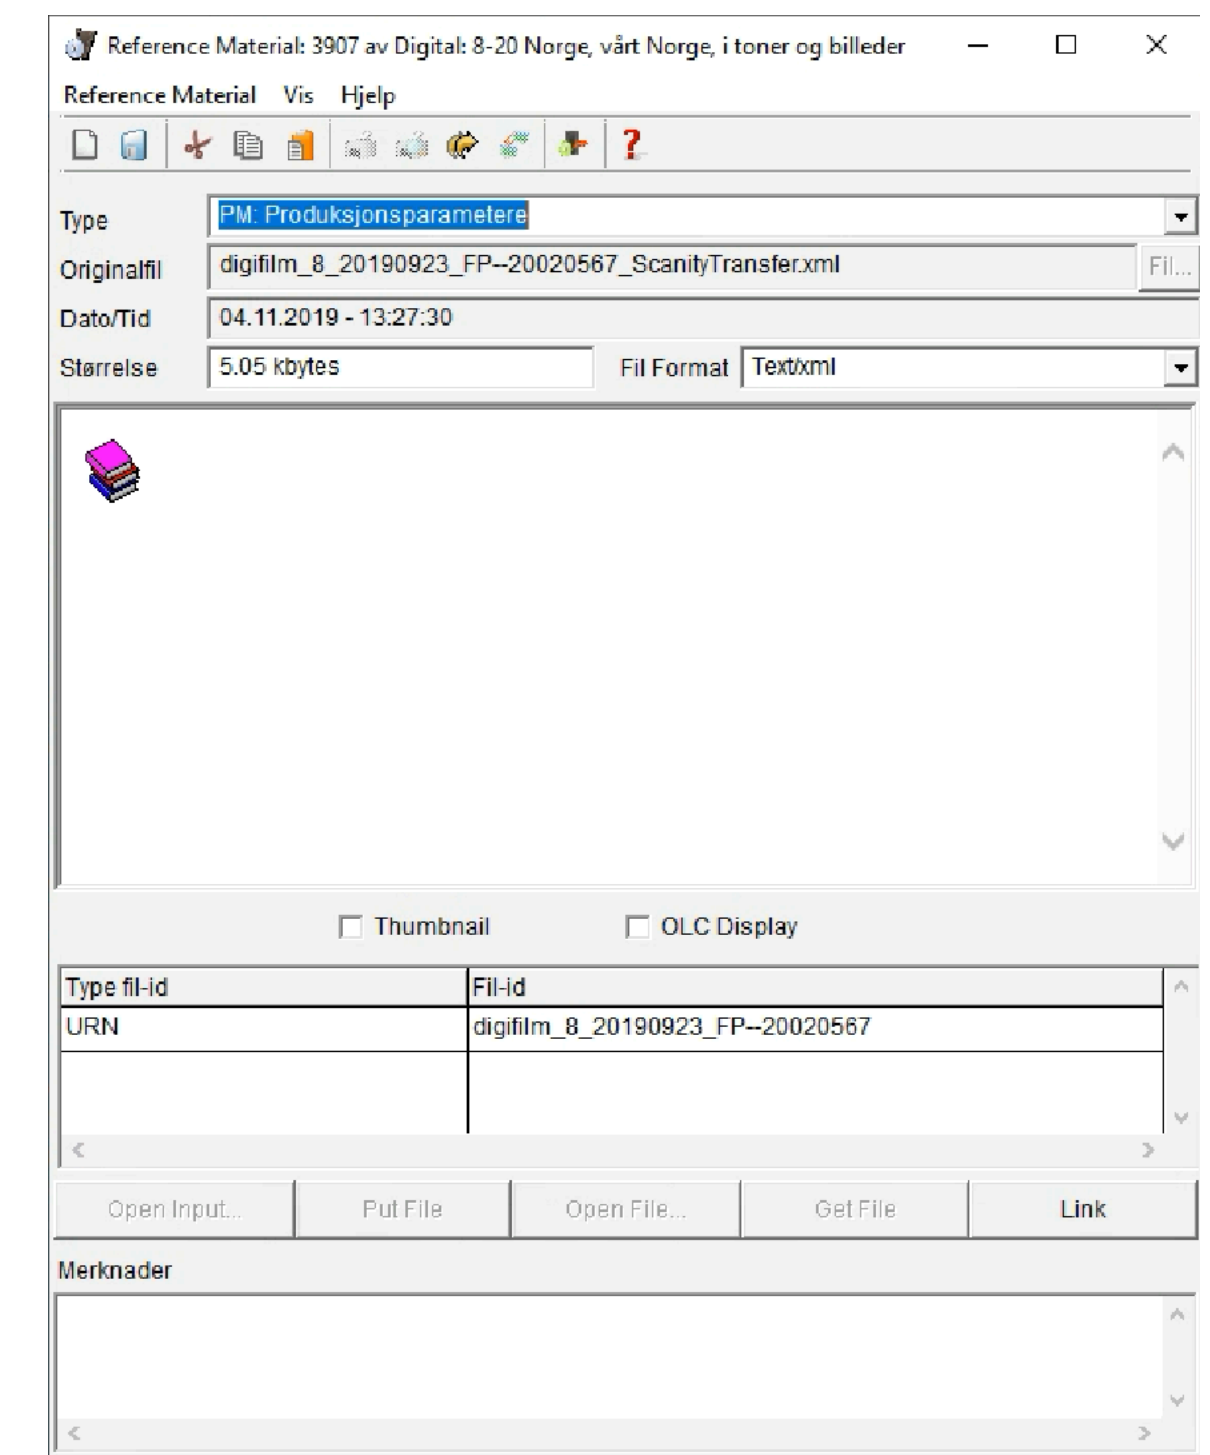 Reference Material: 3907 av Digital: 8-20 Norge, vårt Norge, i toner og billeder
Reference Material Vis Hjelp
Type PM: Produksjonsparametere
Originalfil digifilm_8_20190923_FP--20020567_ScanityTransfer.xml Fil...
Dato/Tid 04.11.2019 - 13:27:30
Størrelse 5.05 kbytes Fil Format Text/xml
Thumbnail OLC Display
Type fil-id Fil-id
URN digifilm_8_20190923_FP--20020567
Open Input... Put File Open File... Get File Link
Merknader